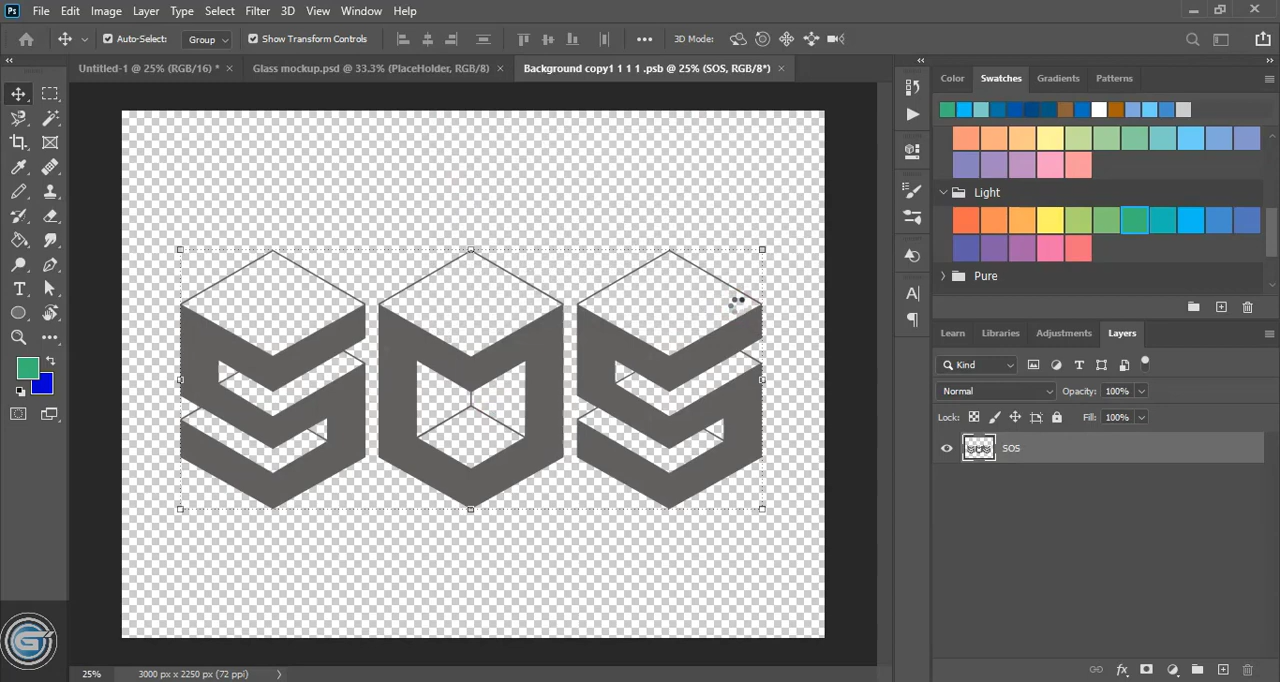 Ps File Edit Image Layer Type Select Filter 3D View Window Help
Auto-Select: Group Show Transform Controls ••• 3D Mode:
Untitled-1 @ 25% (RGB/16) * × Glass mockup.psd @ 33.3% (PlaceHolder, RGB/8) × Background copy1 1 1 1 .psb @ 25% (SOS, RGB/8*) ×
Color Swatches Gradients Patterns
Light
Pure
SOS
Learn Libraries Adjustments Layers
Kind
Normal Opacity: 100%
Lock: Fill: 100%
SOS
25% 3000 px x 2250 px (72 ppi)